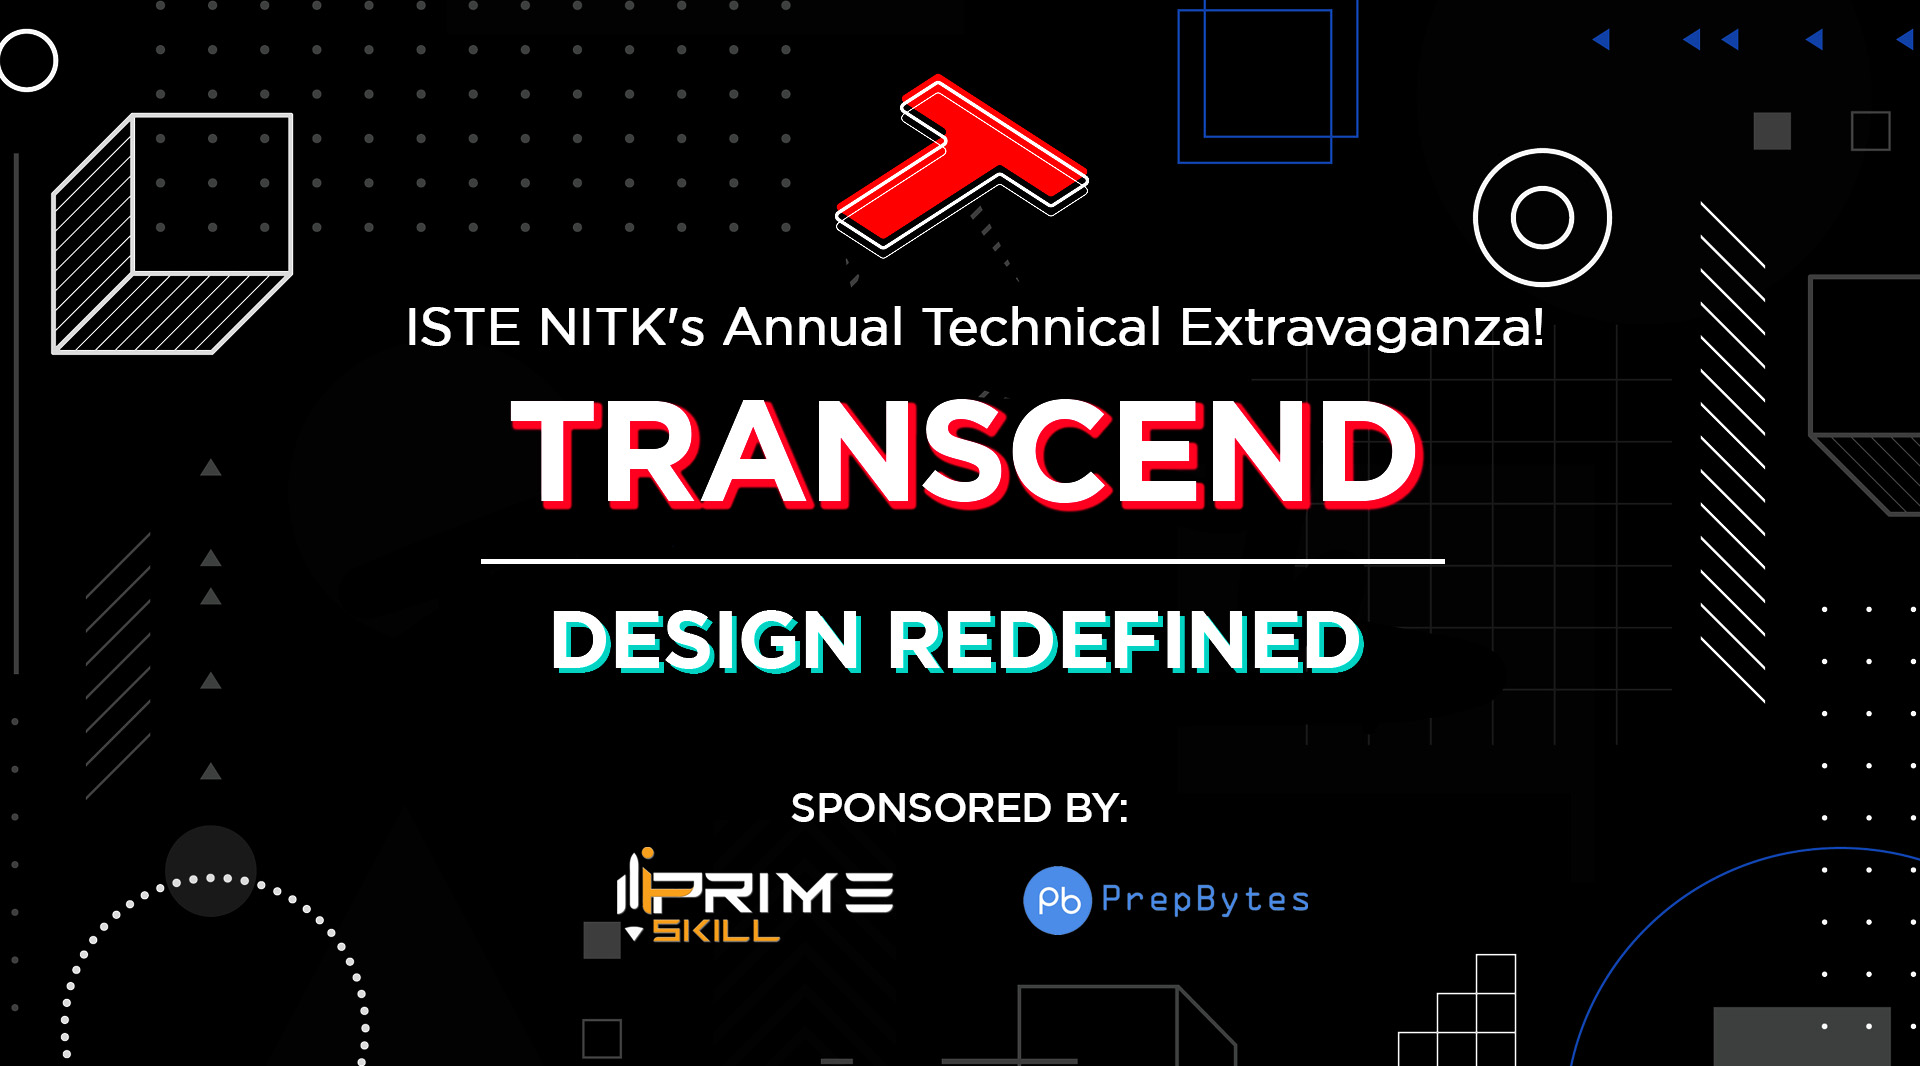 T
ISTE NITK's Annual Technical Extravaganza!
TRANSCEND
DESIGN REDEFINED
SPONSORED BY:
PRIME
SKILL
Pb PrepBytes